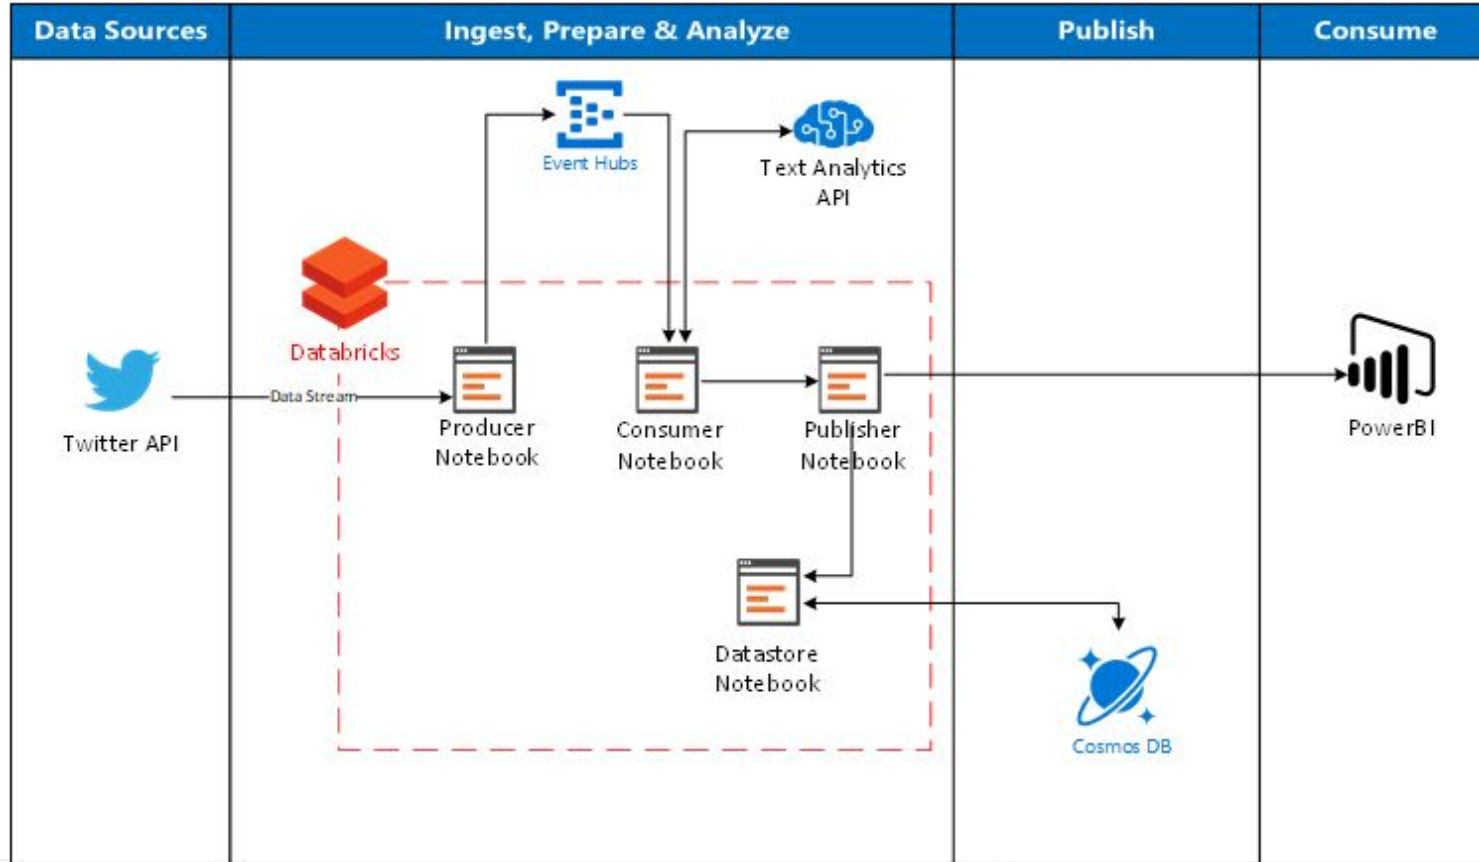 Data Sources
Ingest, Prepare & Analyze
Publish
Consume
Event Hubs
Text Analytics
API
Databricks
Data Stream
Twitter API
Producer
Notebook
Consumer
Notebook
Publisher
Notebook
PowerBI
Datastore
Notebook
Cosmos DB